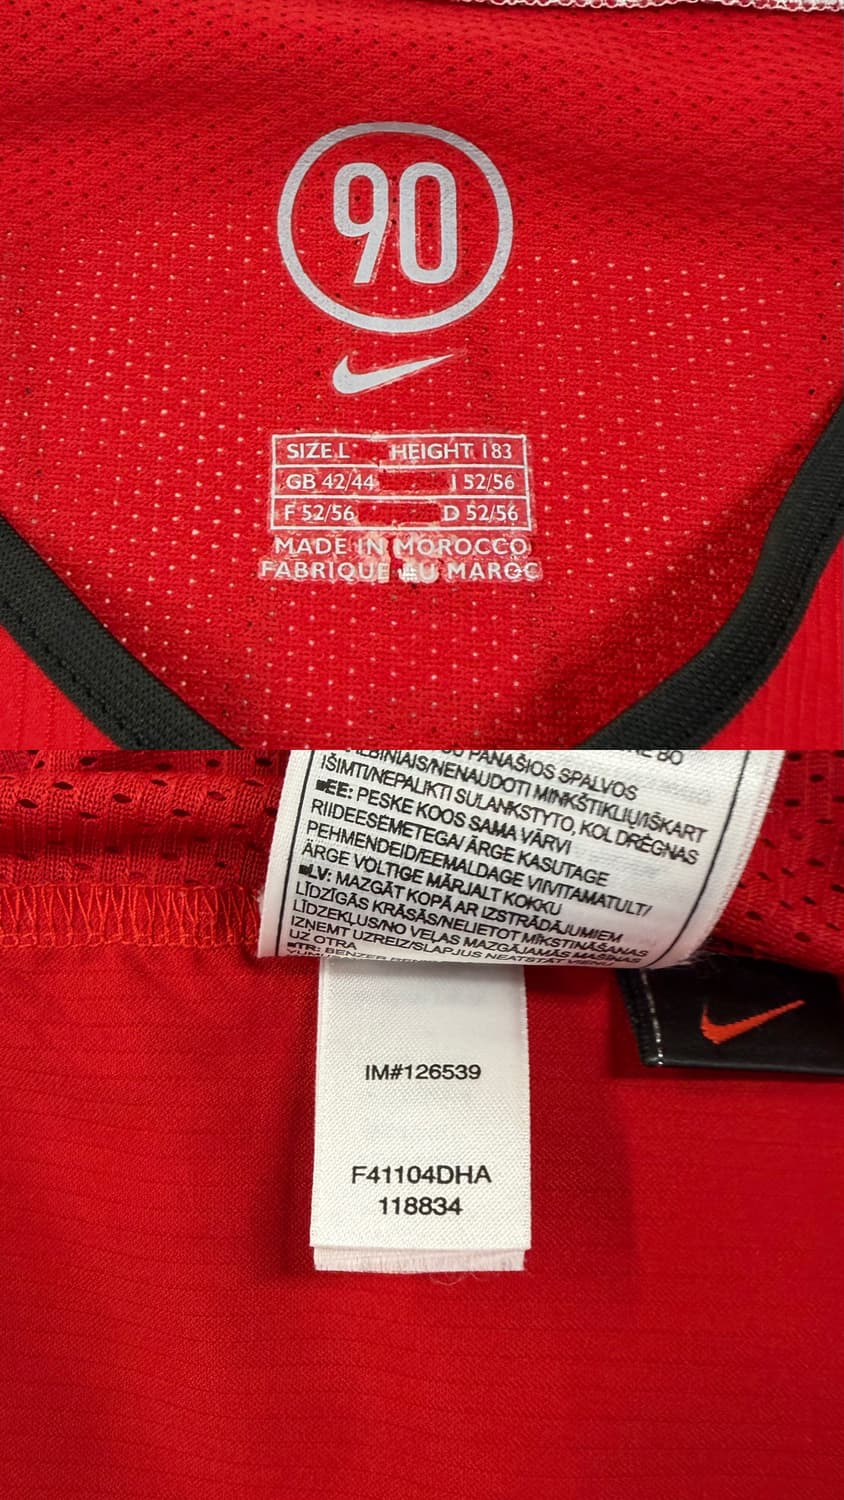 90
SIZE L HEIGHT 183
GB 42/44 I 52/56
F 52/56 D 52/56
MADE IN MOROCCO
FABRIQUE AU MAROC
PANAŠIOS SPALVOS
IŠIMTI/NEPALIKTI SULANKSTYTO, KOL DRĖGNAS
■EE: PESKE KOOS SAMA VÄRVI
RIIDEESEMETEGA/ ÄRGE KASUTAGE
PEHMENDEID/EEMALDAGE VIIVITAMATULT/
ÄRGE VOLTIGE MÄRJALT KOKKU
■LV: MAZGĀT KOPĀ AR IZSTRĀDĀJUMIEM
LĪDZĪGĀS KRĀSĀS/NELIETOT MĪKSTINĀŠANAS
LĪDZEKĻUS/NO VEĻAS MAZGĀJAMĀS MAŠĪNAS
IZŅEMT UZREIZ/SLAPJUS NEATSTĀT VIENU
UZ OTRA
■TR: BENZER
IM#126539
F41104DHA
118834